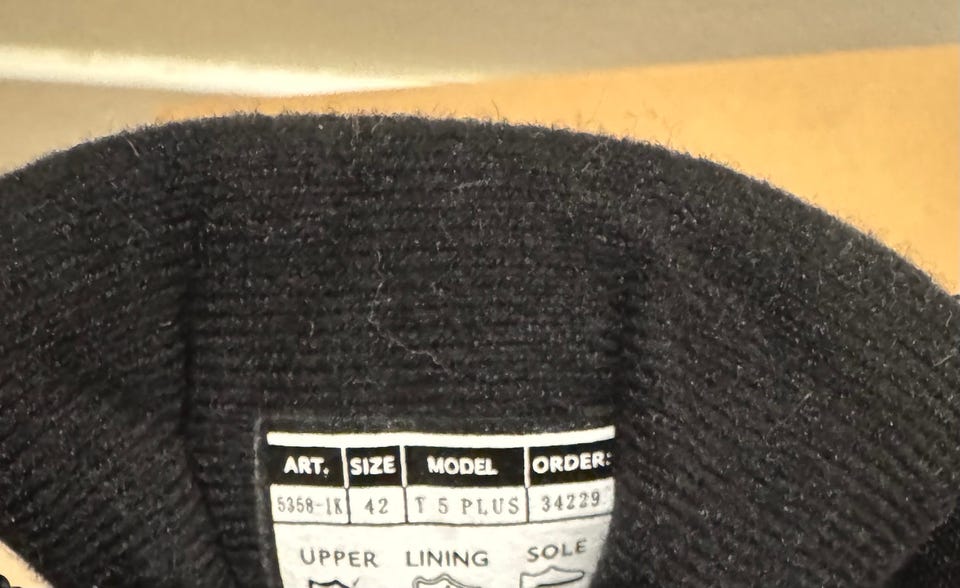 ART. SIZE MODEL ORDER:
5358-1K 42 T 5 PLUS 34229
UPPER LINING SOLE